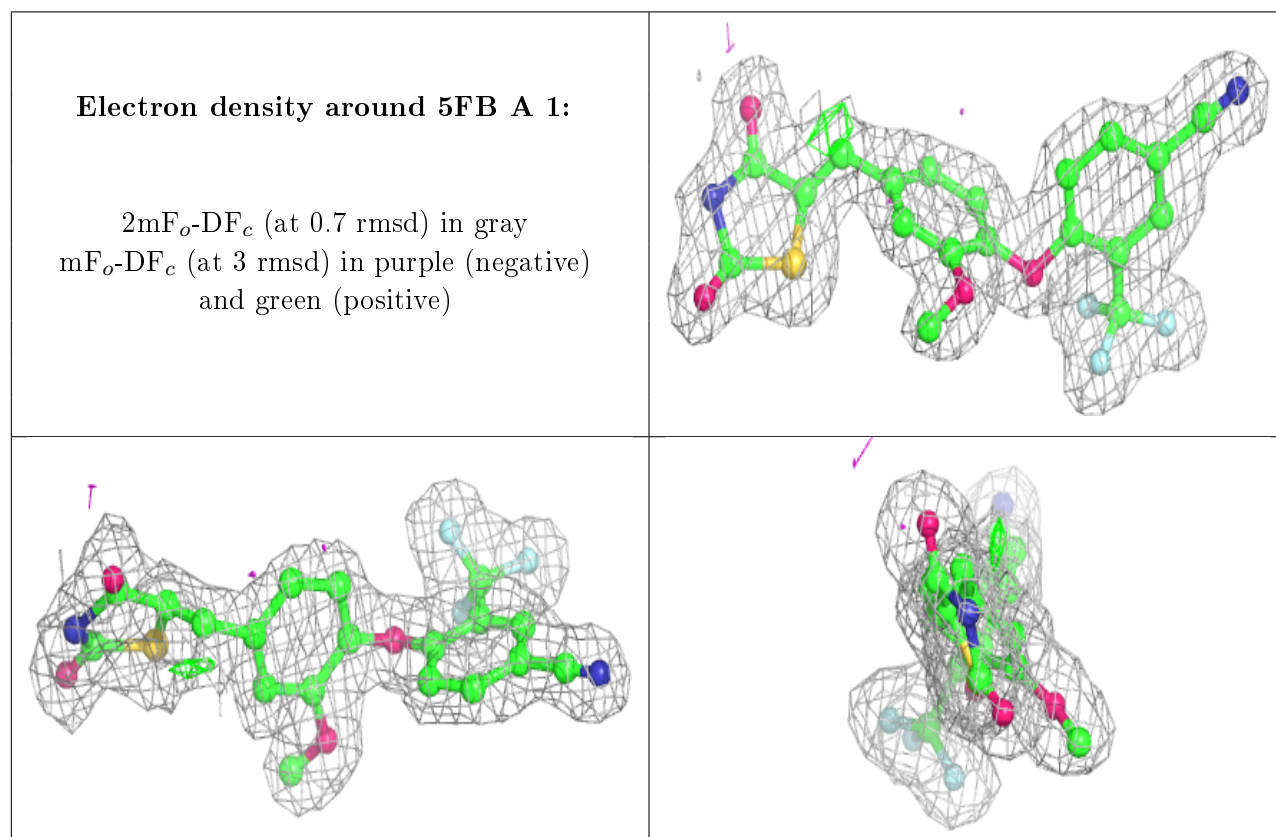 Electron density around 5FB A 1:
2mFₒ-DF𝒸 (at 0.7 rmsd) in gray
mFₒ-DF𝒸 (at 3 rmsd) in purple (negative)
and green (positive)